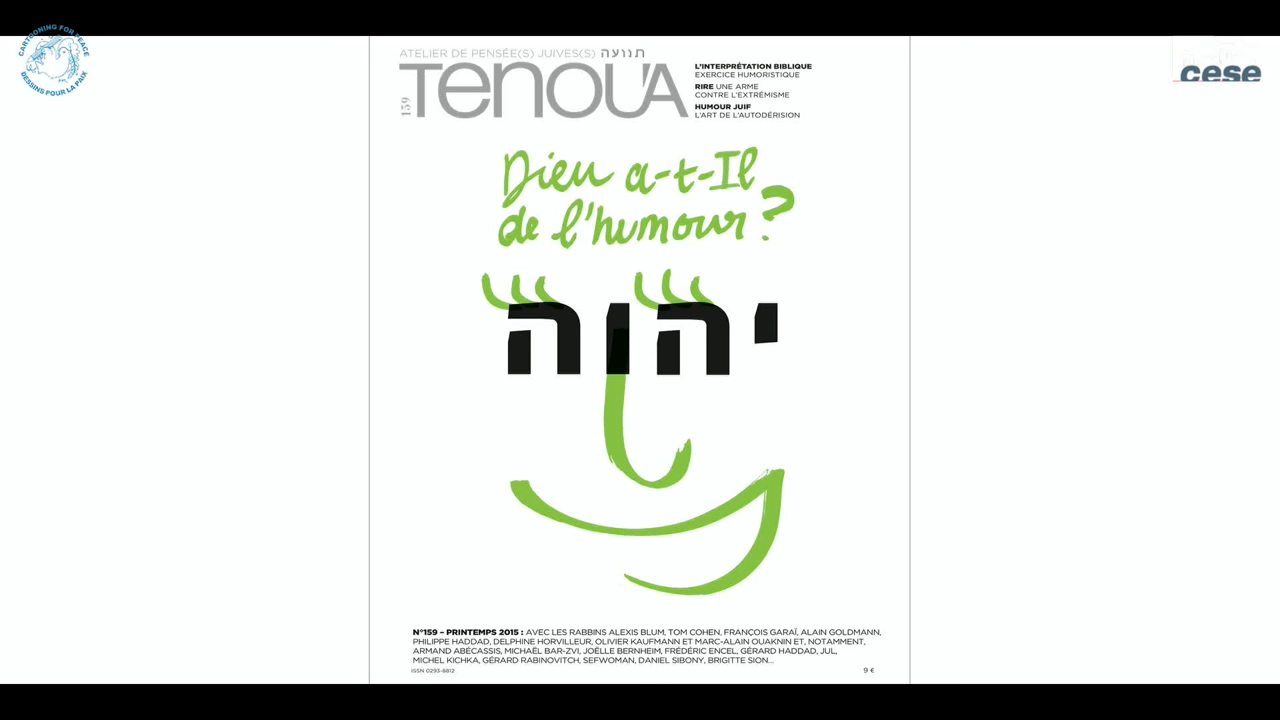 CARTOONING FOR PEACE
DESSINS POUR LA PAIX
cese
ATELIER DE PENSÉE(S) JUIVES(S) תנועה
TENOU'A
159
L'INTERPRÉTATION BIBLIQUE
EXERCICE HUMORISTIQUE
RIRE UNE ARME
CONTRE L'EXTRÉMISME
HUMOUR JUIF
L'ART DE L'AUTODÉRISION
Dieu a-t-Il
de l'humour ?
יהוה
N°159 – PRINTEMPS 2015 : AVEC LES RABBINS ALEXIS BLUM, TOM COHEN, FRANÇOIS GARAÏ, ALAIN GOLDMANN,
PHILIPPE HADDAD, DELPHINE HORVILLEUR, OLIVIER KAUFMANN ET MARC-ALAIN OUAKNIN ET, NOTAMMENT,
ARMAND ABÉCASSIS, MICHAËL BAR-ZVI, JOËLLE BERNHEIM, FRÉDÉRIC ENCEL, GÉRARD HADDAD, JUL,
MICHEL KICHKA, GÉRARD RABINOVITCH, SEFWOMAN, DANIEL SIBONY, BRIGITTE SION...
ISSN 0293-6812
9 €